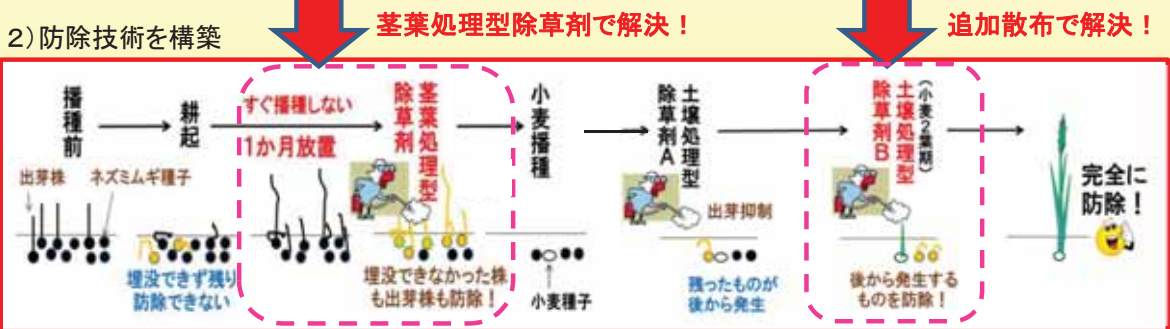 茎葉処理型除草剤で解決！
追加散布で解決！
2）防除技術を構築
播種前
耕起
すぐ播種しない
1か月放置
茎葉処理型
除草剤
小麦播種
土壌処理型
除草剤A
（小麦2葉期）
土壌処理型
除草剤B
完全に
防除！
出芽株
ネズミムギ種子
出芽抑制
埋没できず残り
防除できない
埋没できなかった株
も出芽株も防除！
小麦種子
残ったものが
後から発生
後から発生する
ものを防除！